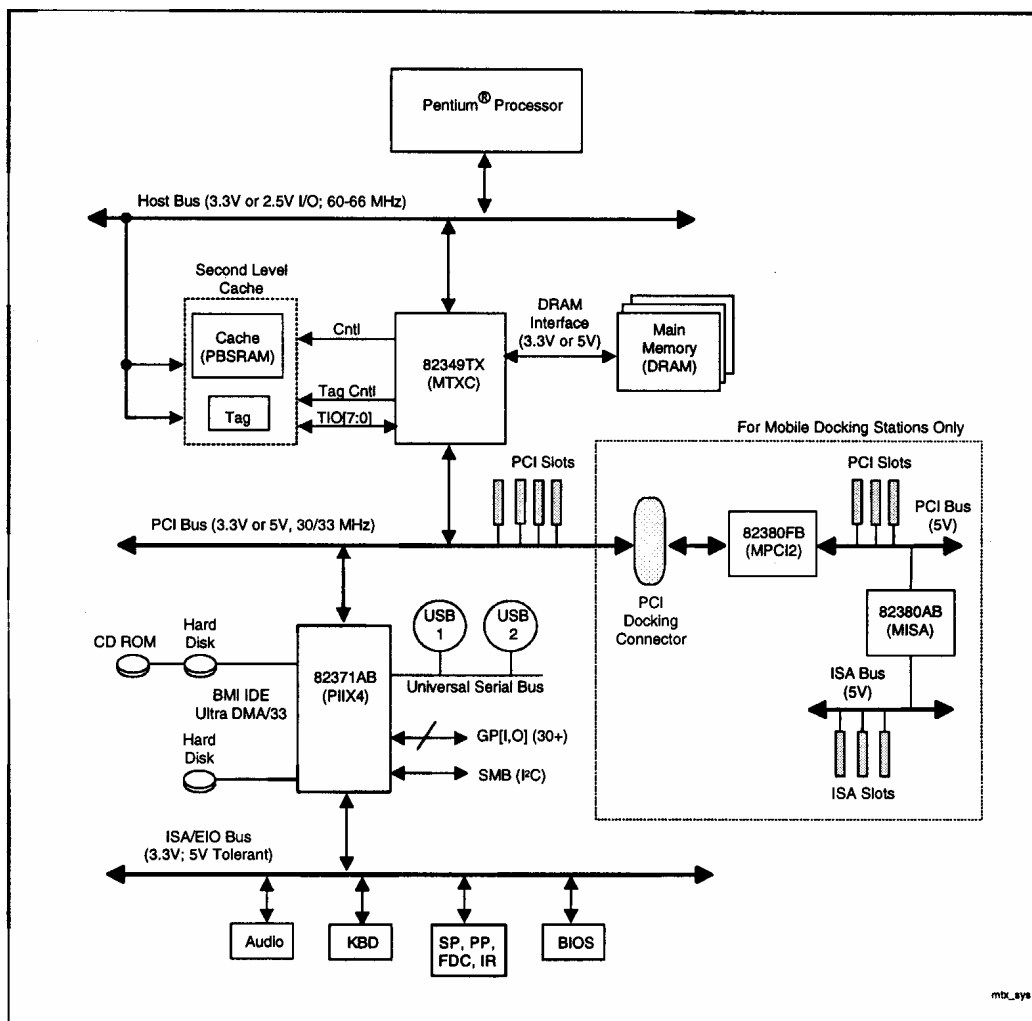 Pentium® Processor
Host Bus (3.3V or 2.5V I/O; 60-66 MHz)
Second Level
Cache
Cache
(PBSRAM)
Tag
Cntl
Tag Cntl
TIO[7:0]
82349TX
(MTXC)
DRAM
Interface
(3.3V or 5V)
Main
Memory
(DRAM)
For Mobile Docking Stations Only
PCI Slots
PCI Slots
PCI Bus
(5V)
PCI Bus (3.3V or 5V, 30/33 MHz)
82380FB
(MPCI2)
PCI
Docking
Connector
82380AB
(MISA)
ISA Bus
(5V)
ISA Slots
CD ROM
Hard
Disk
BMI IDE
Ultra DMA/33
Hard
Disk
82371AB
(PIIX4)
USB
1
USB
2
Universal Serial Bus
GP[I,O] (30+)
SMB (I²C)
ISA/EIO Bus
(3.3V; 5V Tolerant)
Audio
KBD
SP, PP,
FDC, IR
BIOS
mtx_sys